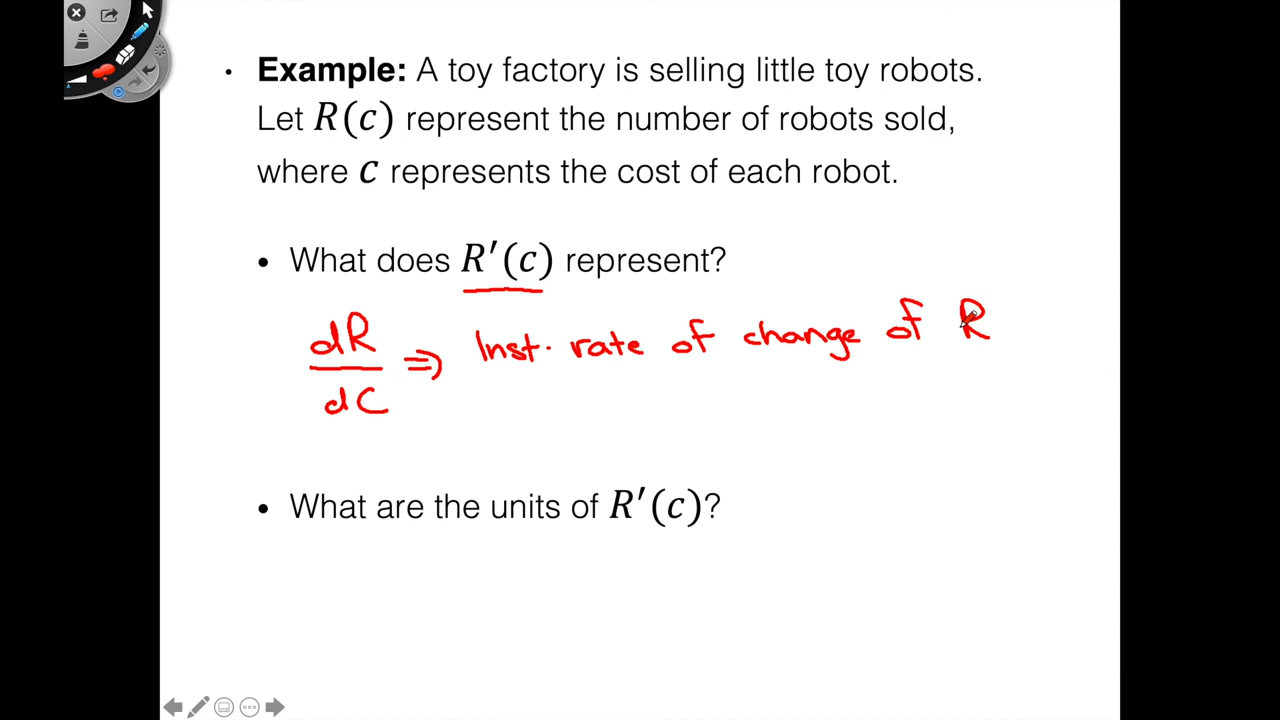 • Example: A toy factory is selling little toy robots.
Let R(c) represent the number of robots sold,
where c represents the cost of each robot.
• What does R′(c) represent?
dR/dC ⇒ Inst. rate of change of R
• What are the units of R′(c)?